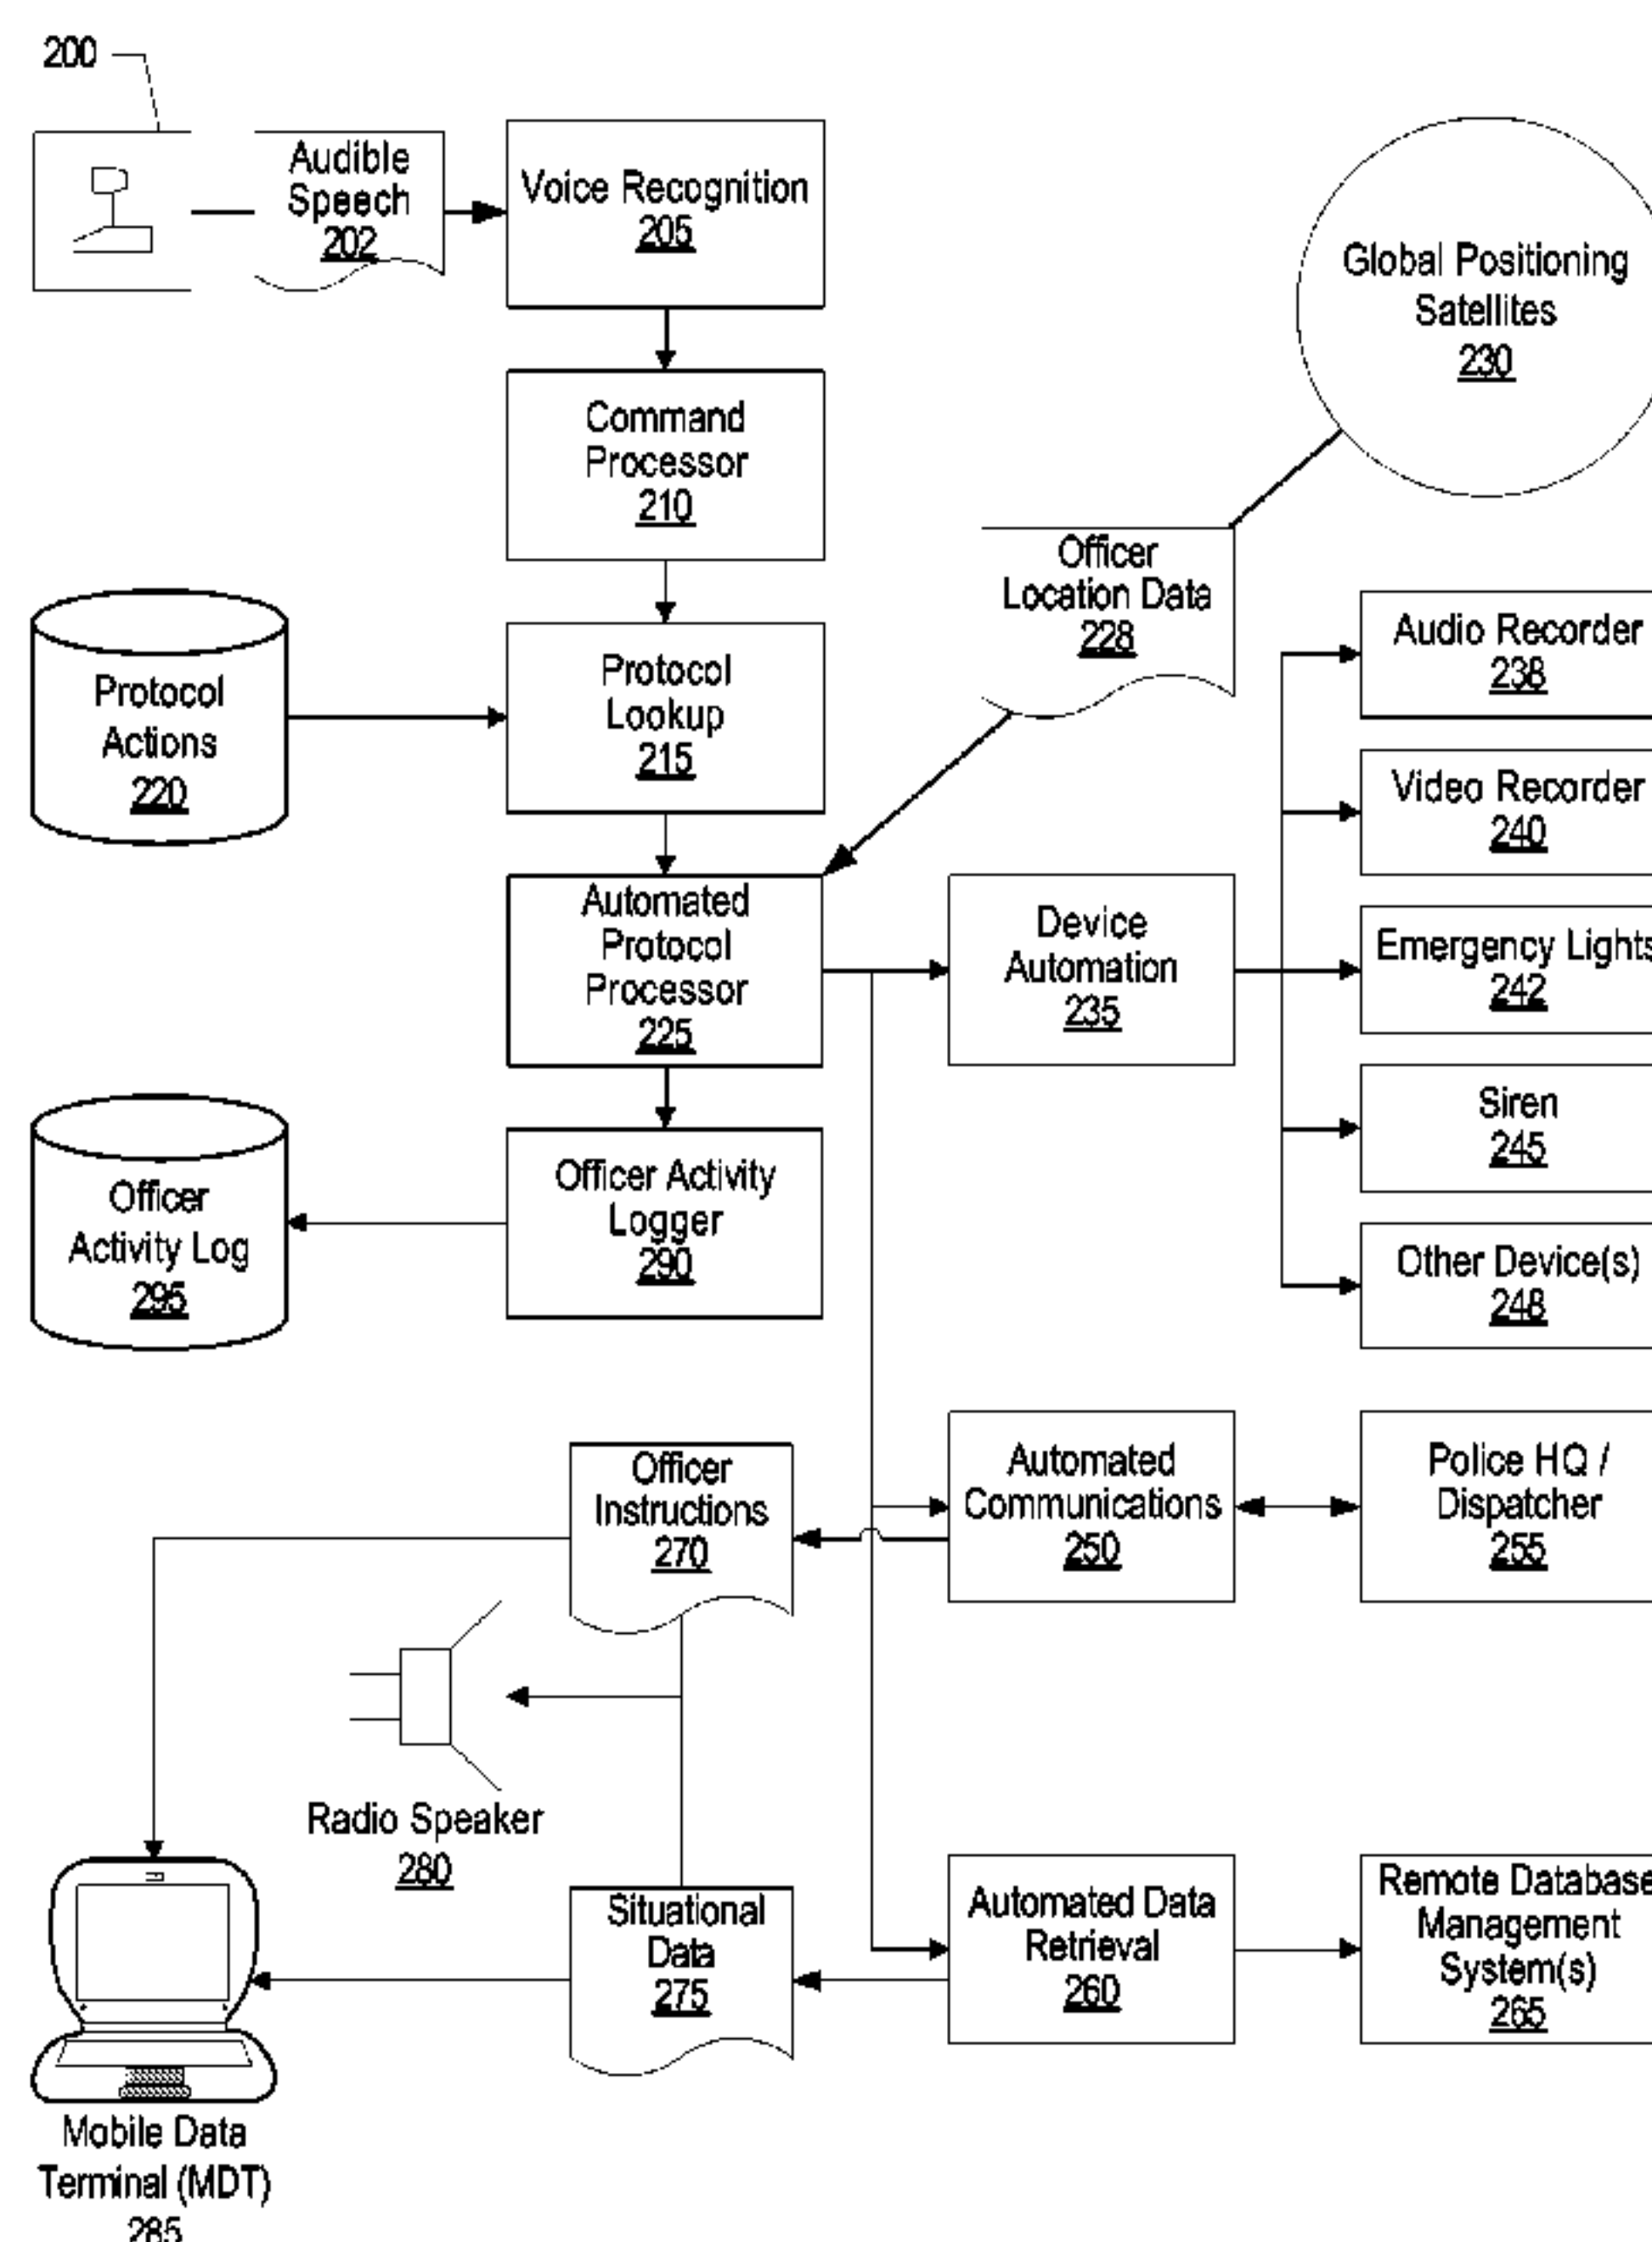 200
Audible
Speech
202
Voice Recognition
205
Global Positioning
Satellites
230
Command
Processor
210
Officer
Location Data
228
Protocol
Actions
220
Protocol
Lookup
215
Audio Recorder
238
Video Recorder
240
Automated
Protocol
Processor
225
Device
Automation
235
Emergency Lights
242
Siren
245
Officer
Activity Log
295
Officer Activity
Logger
290
Other Device(s)
248
Officer
Instructions
270
Automated
Communications
250
Police HQ /
Dispatcher
255
Radio Speaker
280
Situational
Data
275
Automated Data
Retrieval
260
Remote Database
Management
System(s)
265
Mobile Data
Terminal (MDT)
285